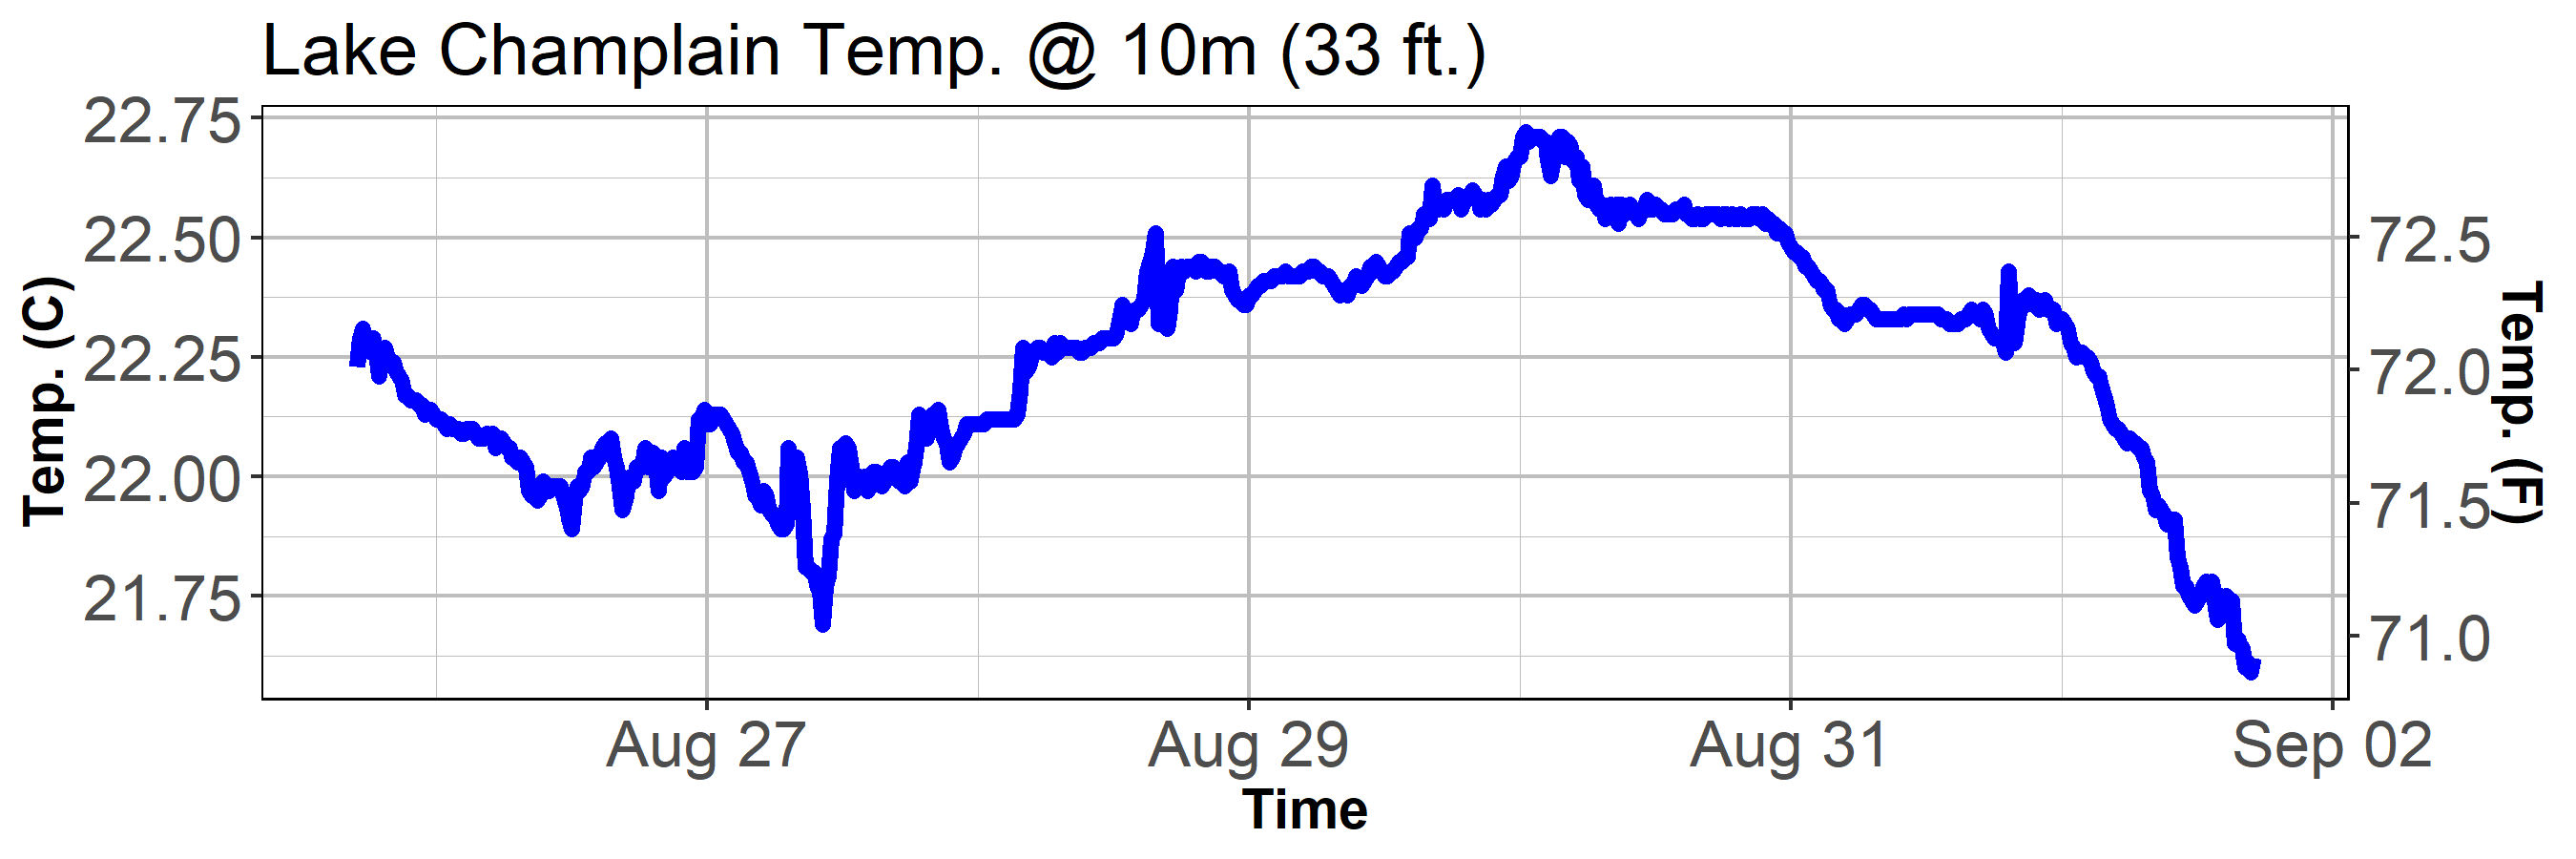 Lake Champlain Temp. @ 10m (33 ft.)
22.75
22.50
22.25
22.00
21.75
Temp. (C)
72.5
72.0
71.5
71.0
Temp. (F)
Aug 27
Aug 29
Aug 31
Sep 02
Time